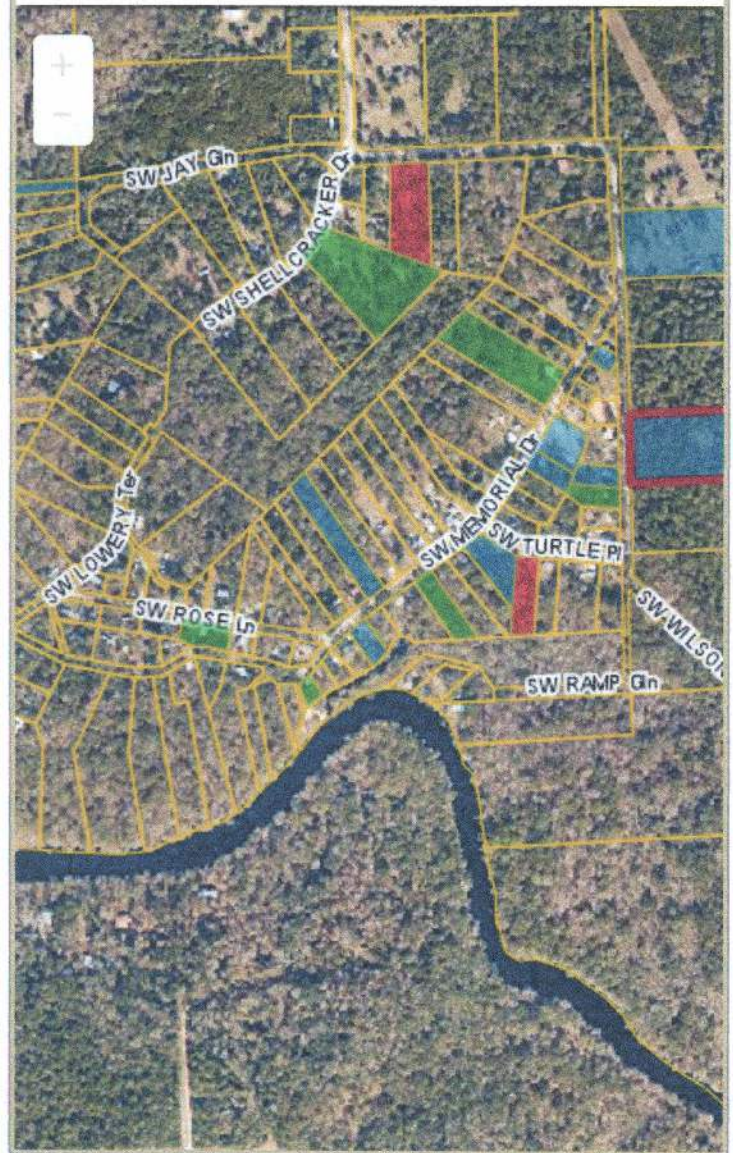 +
−
SW JAY Gln
SW SHELLCRACKER Dr
SW LOWERY Ter
SW MEMORIAL Dr
SW TURTLE Pl
SW ROSE Ln
SW WILSON
SW RAMP Gln